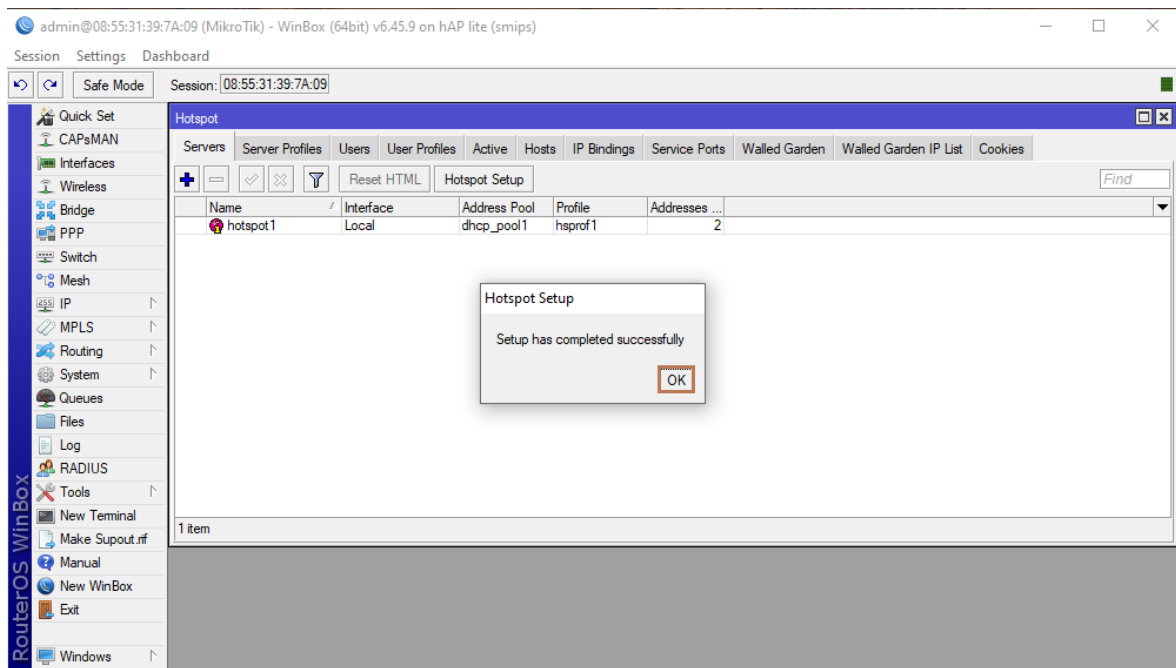 admin@08:55:31:39:7A:09 (MikroTik) - WinBox (64bit) v6.45.9 on hAP lite (smips)
Session Settings Dashboard
Safe Mode Session: 08:55:31:39:7A:09
Quick Set
CAPsMAN
Interfaces
Wireless
Bridge
PPP
Switch
Mesh
IP
MPLS
Routing
System
Queues
Files
Log
RADIUS
Tools
New Terminal
Make Supout.rif
Manual
New WinBox
Exit
Windows
RouterOS WinBox
Hotspot
Servers Server Profiles Users User Profiles Active Hosts IP Bindings Service Ports Walled Garden Walled Garden IP List Cookies
Reset HTML Hotspot Setup Find
Name Interface Address Pool Profile Addresses ...
hotspot1 Local dhcp_pool1 hsprof1 2
Hotspot Setup
Setup has completed successfully
OK
1 item